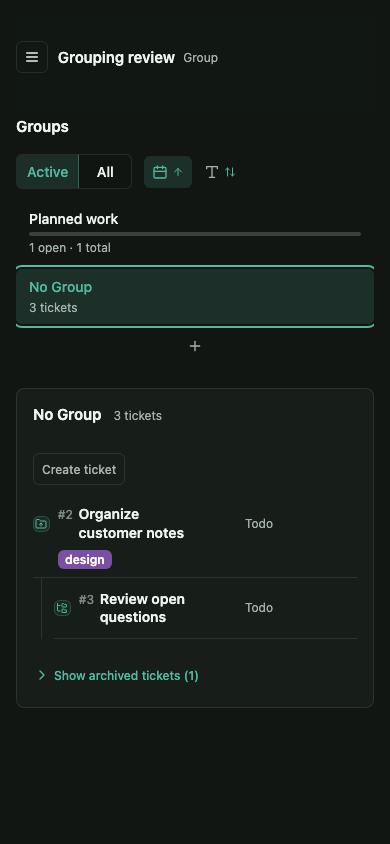 Grouping review Group
Groups
Active All
Planned work
1 open · 1 total
No Group
3 tickets
No Group 3 tickets
Create ticket
#2 Organize customer notes Todo
design
#3 Review open questions Todo
Show archived tickets (1)